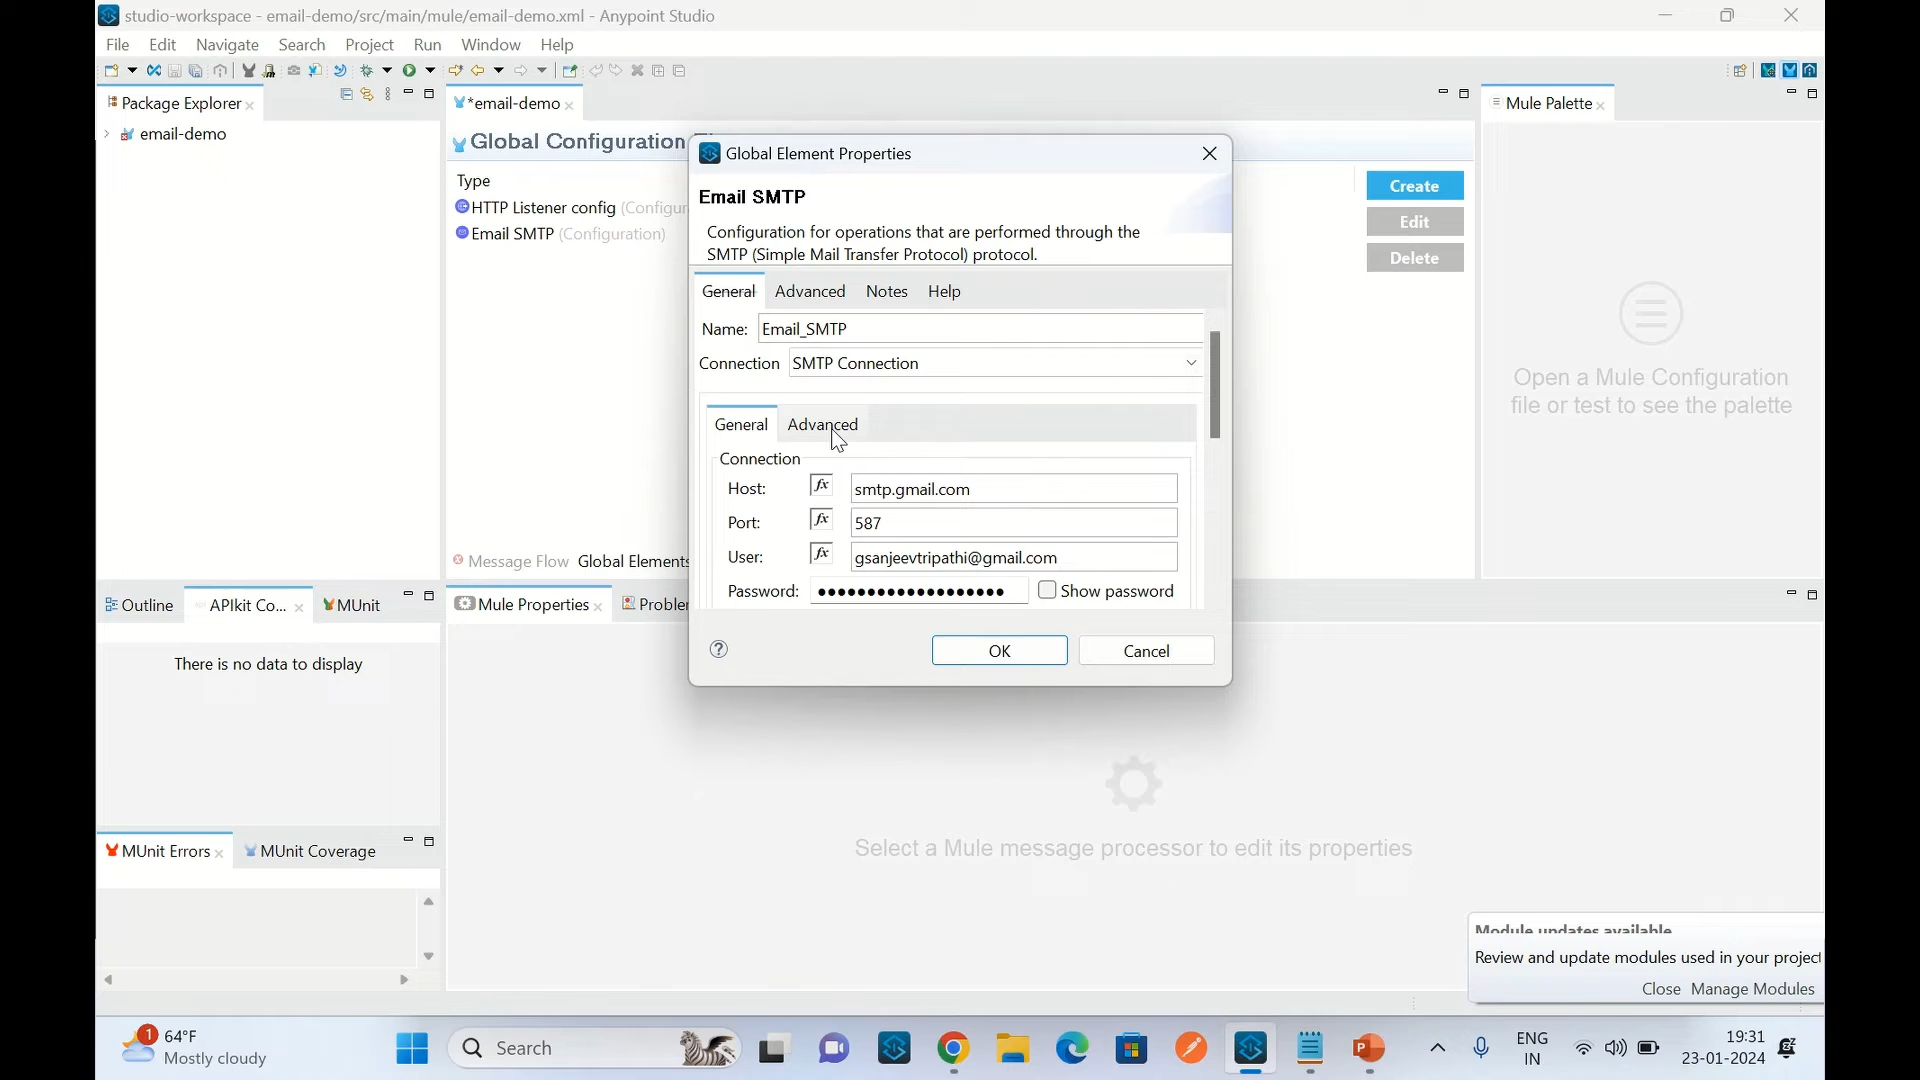 studio-workspace - email-demo/src/main/mule/email-demo.xml - Anypoint Studio
File Edit Navigate Search Project Run Window Help
Package Explorer
email-demo
*email-demo
Global Configuration
Type
HTTP Listener config
Email SMTP (Configuration)
Message Flow Global Elements
Create
Edit
Delete
Mule Palette
Open a Mule Configuration
file or test to see the palette
Global Element Properties
Email SMTP
Configuration for operations that are performed through the
SMTP (Simple Mail Transfer Protocol) protocol.
General Advanced Notes Help
Name: Email_SMTP
Connection SMTP Connection
General Advanced
Connection
Host: fx smtp.gmail.com
Port: fx 587
User: fx gsanjeevtripathi@gmail.com
Password: ●●●●●●●●●●●●●●●●●●● Show password
? OK Cancel
Outline APIkit Co... MUnit
There is no data to display
MUnit Errors MUnit Coverage
Mule Properties
Select a Mule message processor to edit its properties
Module updates available
Review and update modules used in your project
Close Manage Modules
1 64°F
Mostly cloudy
Search
ENG
IN
19:31
23-01-2024